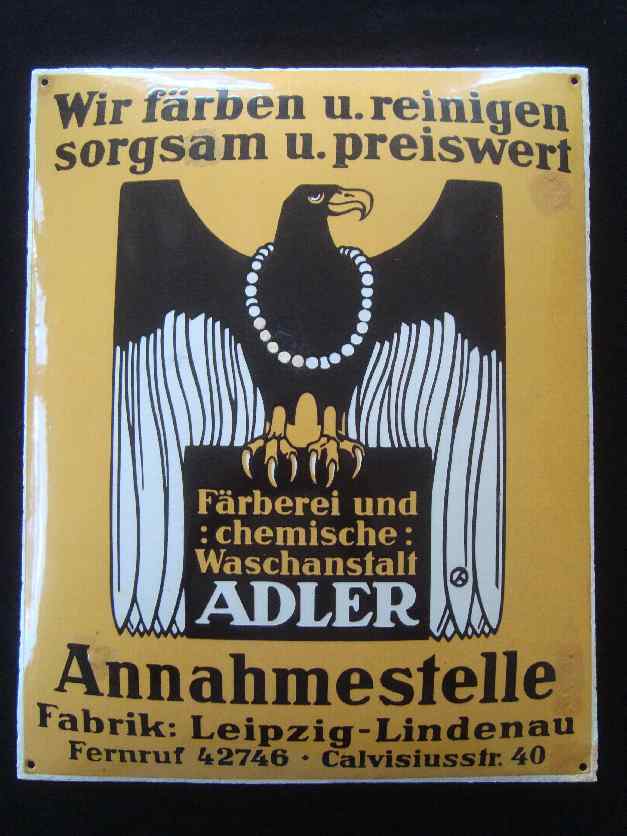 Wir färben u. reinigen
sorgsam u. preiswert
Färberei und
: chemische :
Waschanstalt
ADLER
Annahmestelle
Fabrik: Leipzig-Lindenau
Fernruf 42746 · Calvisiusstr. 40